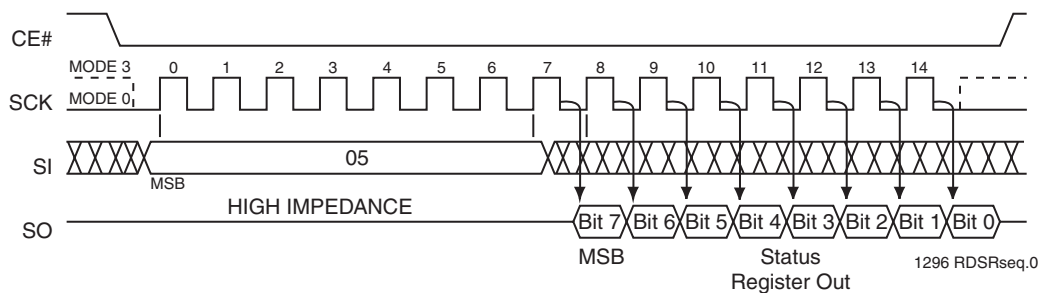 CE#
MODE 3
0 1 2 3 4 5 6 7 8 9 10 11 12 13 14
SCK
MODE 0
SI
05
MSB
HIGH IMPEDANCE
SO
Bit 7 Bit 6 Bit 5 Bit 4 Bit 3 Bit 2 Bit 1 Bit 0
MSB
Status
Register Out
1296 RDSRseq.0